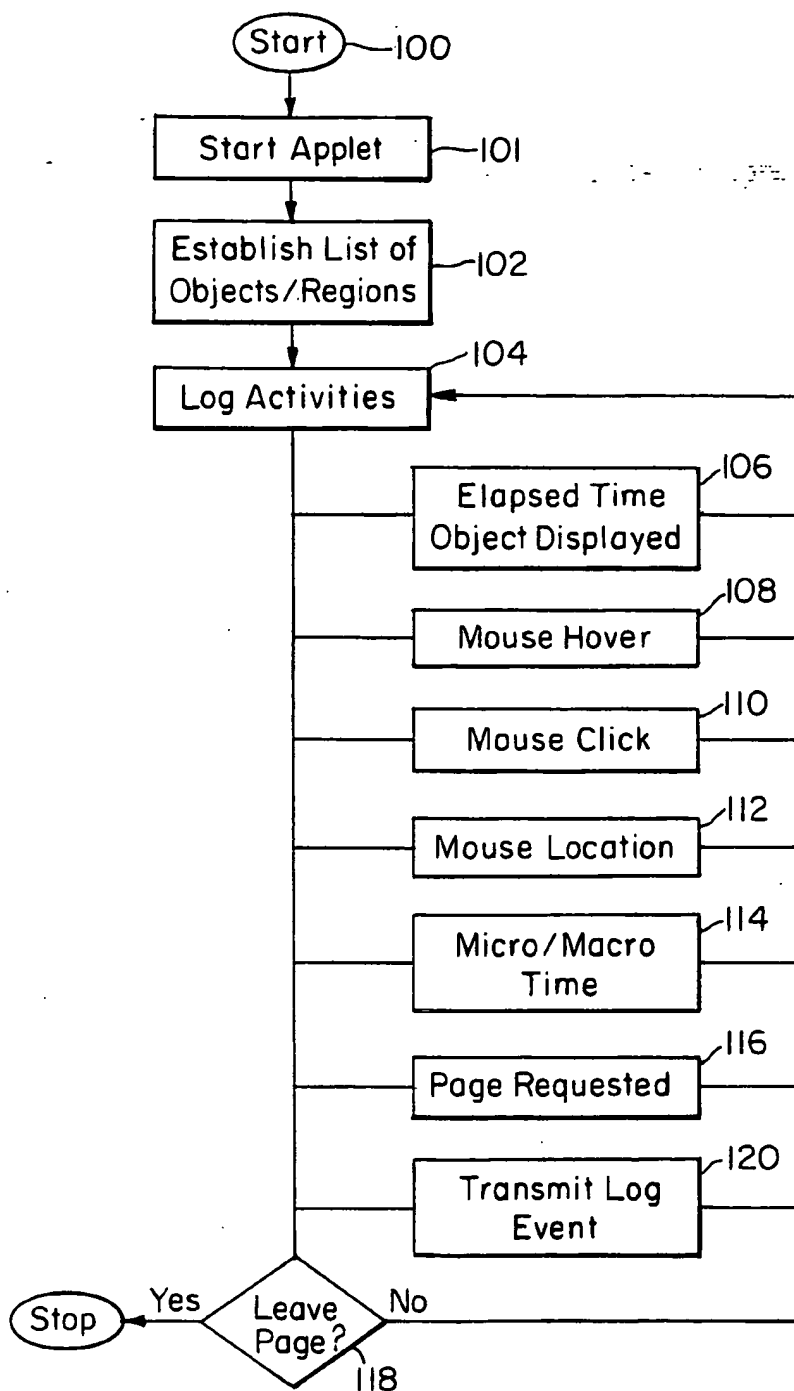 Start
100
Start Applet
101
Establish List of
Objects/Regions
102
104
Log Activities
106
Elapsed Time
Object Displayed
108
Mouse Hover
110
Mouse Click
112
Mouse Location
114
Micro/Macro
Time
116
Page Requested
120
Transmit Log
Event
Stop
Yes
Leave
Page?
No
118